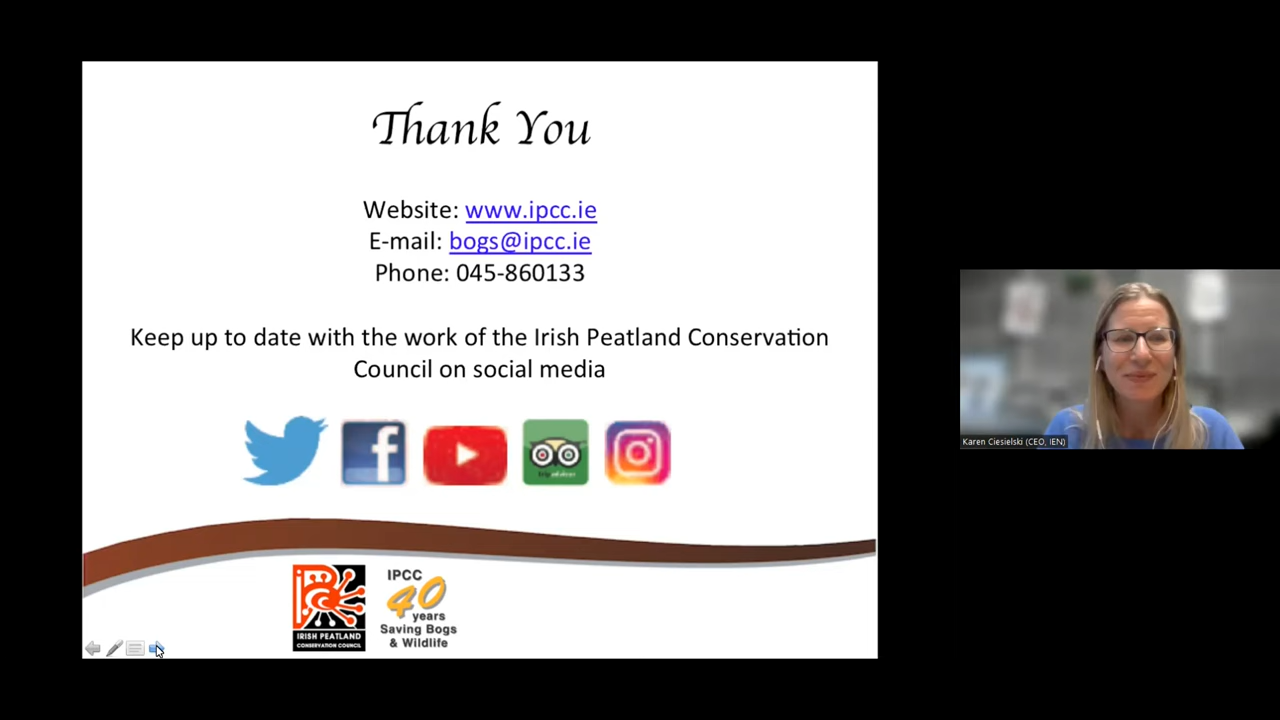 Thank You
Website: www.ipcc.ie
E-mail: bogs@ipcc.ie
Phone: 045-860133
Keep up to date with the work of the Irish Peatland Conservation
Council on social media
IRISH PEATLAND
CONSERVATION COUNCIL
IPCC
40
years
Saving Bogs
& Wildlife
Karen Ciesielski (CEO, IEN)